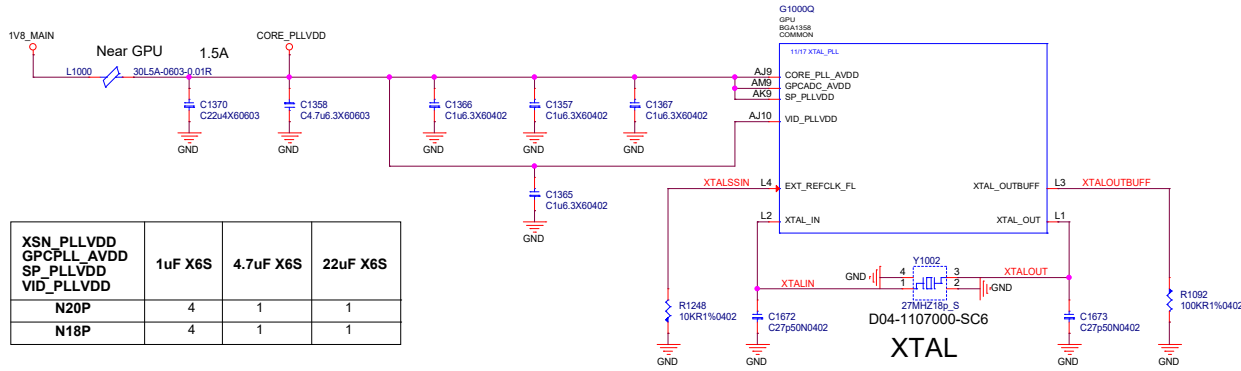 G1000Q
GPU
BGA1358
COMMON
11/17 XTAL_PLL
1V8_MAIN
Near GPU
1.5A
CORE_PLLVDD
L1000
30L5A-0603-0.01R
C1370
C22u4X60603
GND
C1358
C4.7u6.3X60603
GND
C1366
C1u6.3X60402
GND
C1357
C1u6.3X60402
GND
C1367
C1u6.3X60402
GND
C1365
C1u6.3X60402
GND
AJ9 CORE_PLL_AVDD
AM9 GPCADC_AVDD
AK9 SP_PLLVDD
AJ10 VID_PLLVDD
XTALSSIN L4 EXT_REFCLK_FL
XTAL_OUTBUFF L3 XTALOUTBUFF
L2 XTAL_IN
XTAL_OUT L1
Y1002
GND 4 3 XTALOUT
XTALIN 1 2 GND
27MHZ18p_S
D04-1107000-SC6
XTAL
R1248
10KR1%0402
GND
C1672
C27p50N0402
GND
C1673
C27p50N0402
GND
R1092
100KR1%0402
GND
XSN_PLLVDD
GPCPLL_AVDD
SP_PLLVDD
VID_PLLVDD
1uF X6S 4.7uF X6S 22uF X6S
N20P 4 1 1
N18P 4 1 1